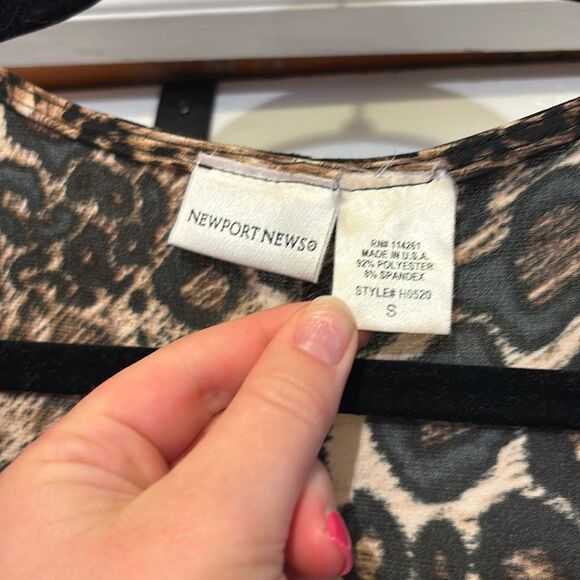 NEWPORT NEWS®
RN# 114261
MADE IN U.S.A.
92% POLYESTER
8% SPANDEX
STYLE# H0520
S